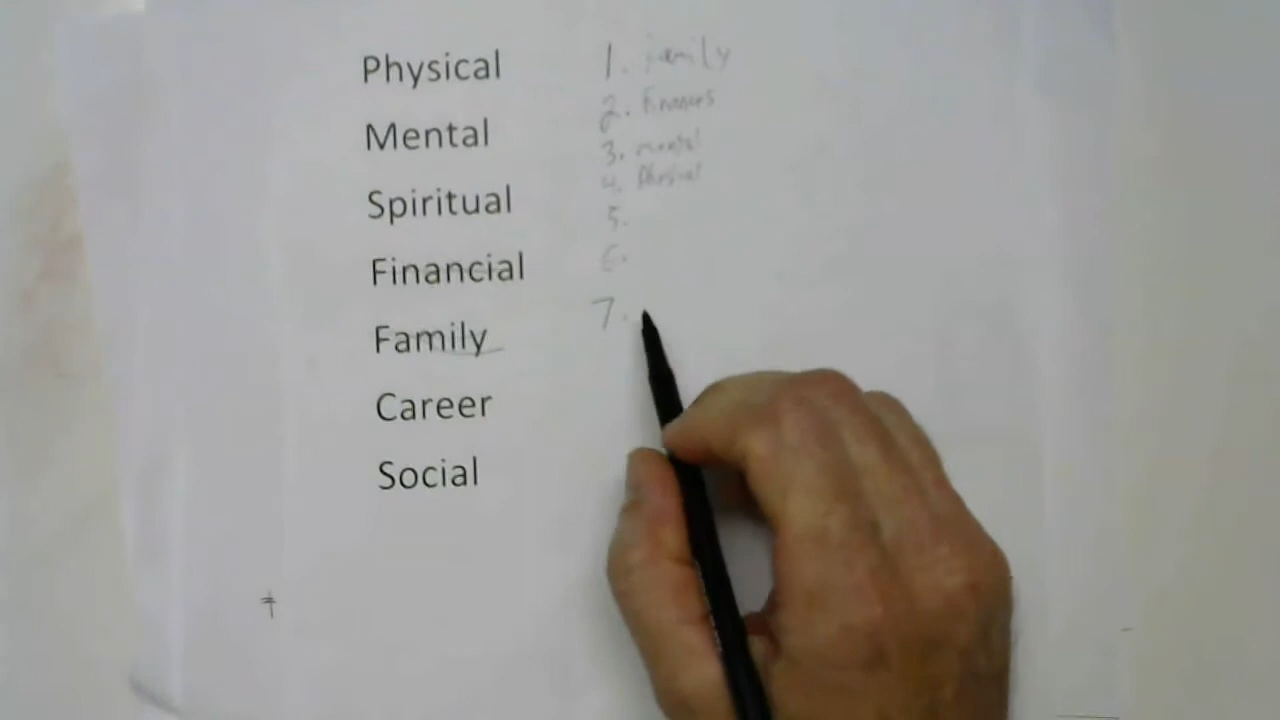 Physical
Mental
Spiritual
Financial
Family
Career
Social
1. Family
2. Finances
3. mental
4. Physical
5.
6.
7.